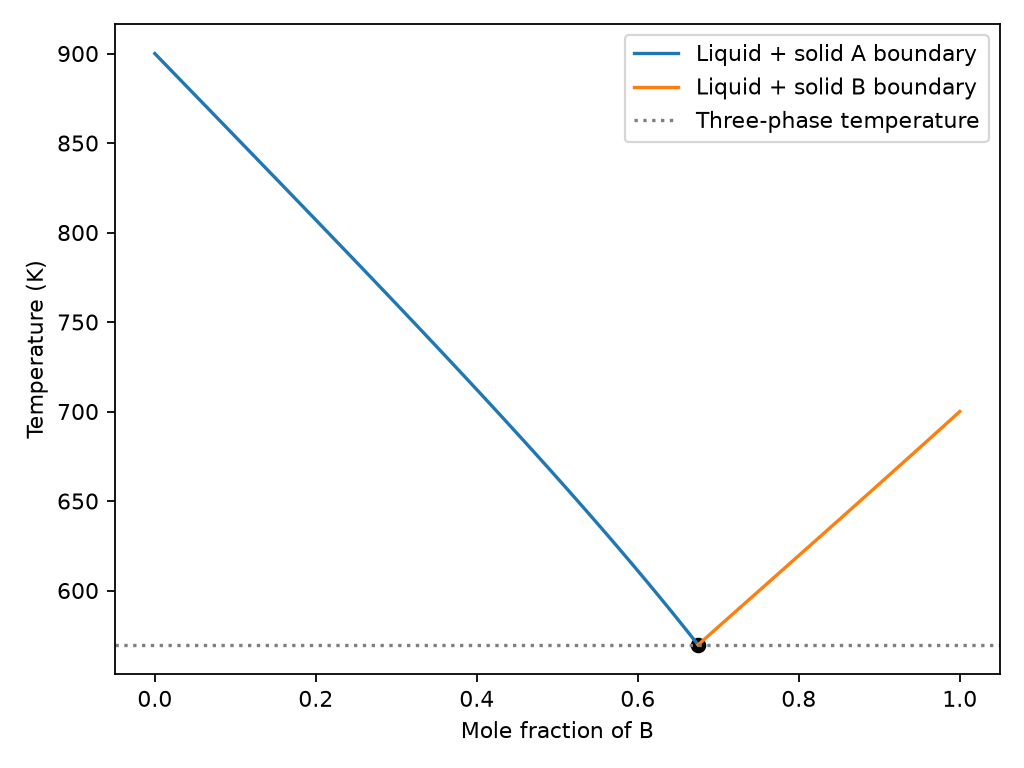 900
850
800
750
700
650
600
Temperature (K)
Liquid + solid A boundary
Liquid + solid B boundary
Three-phase temperature
0.0 0.2 0.4 0.6 0.8 1.0
Mole fraction of B